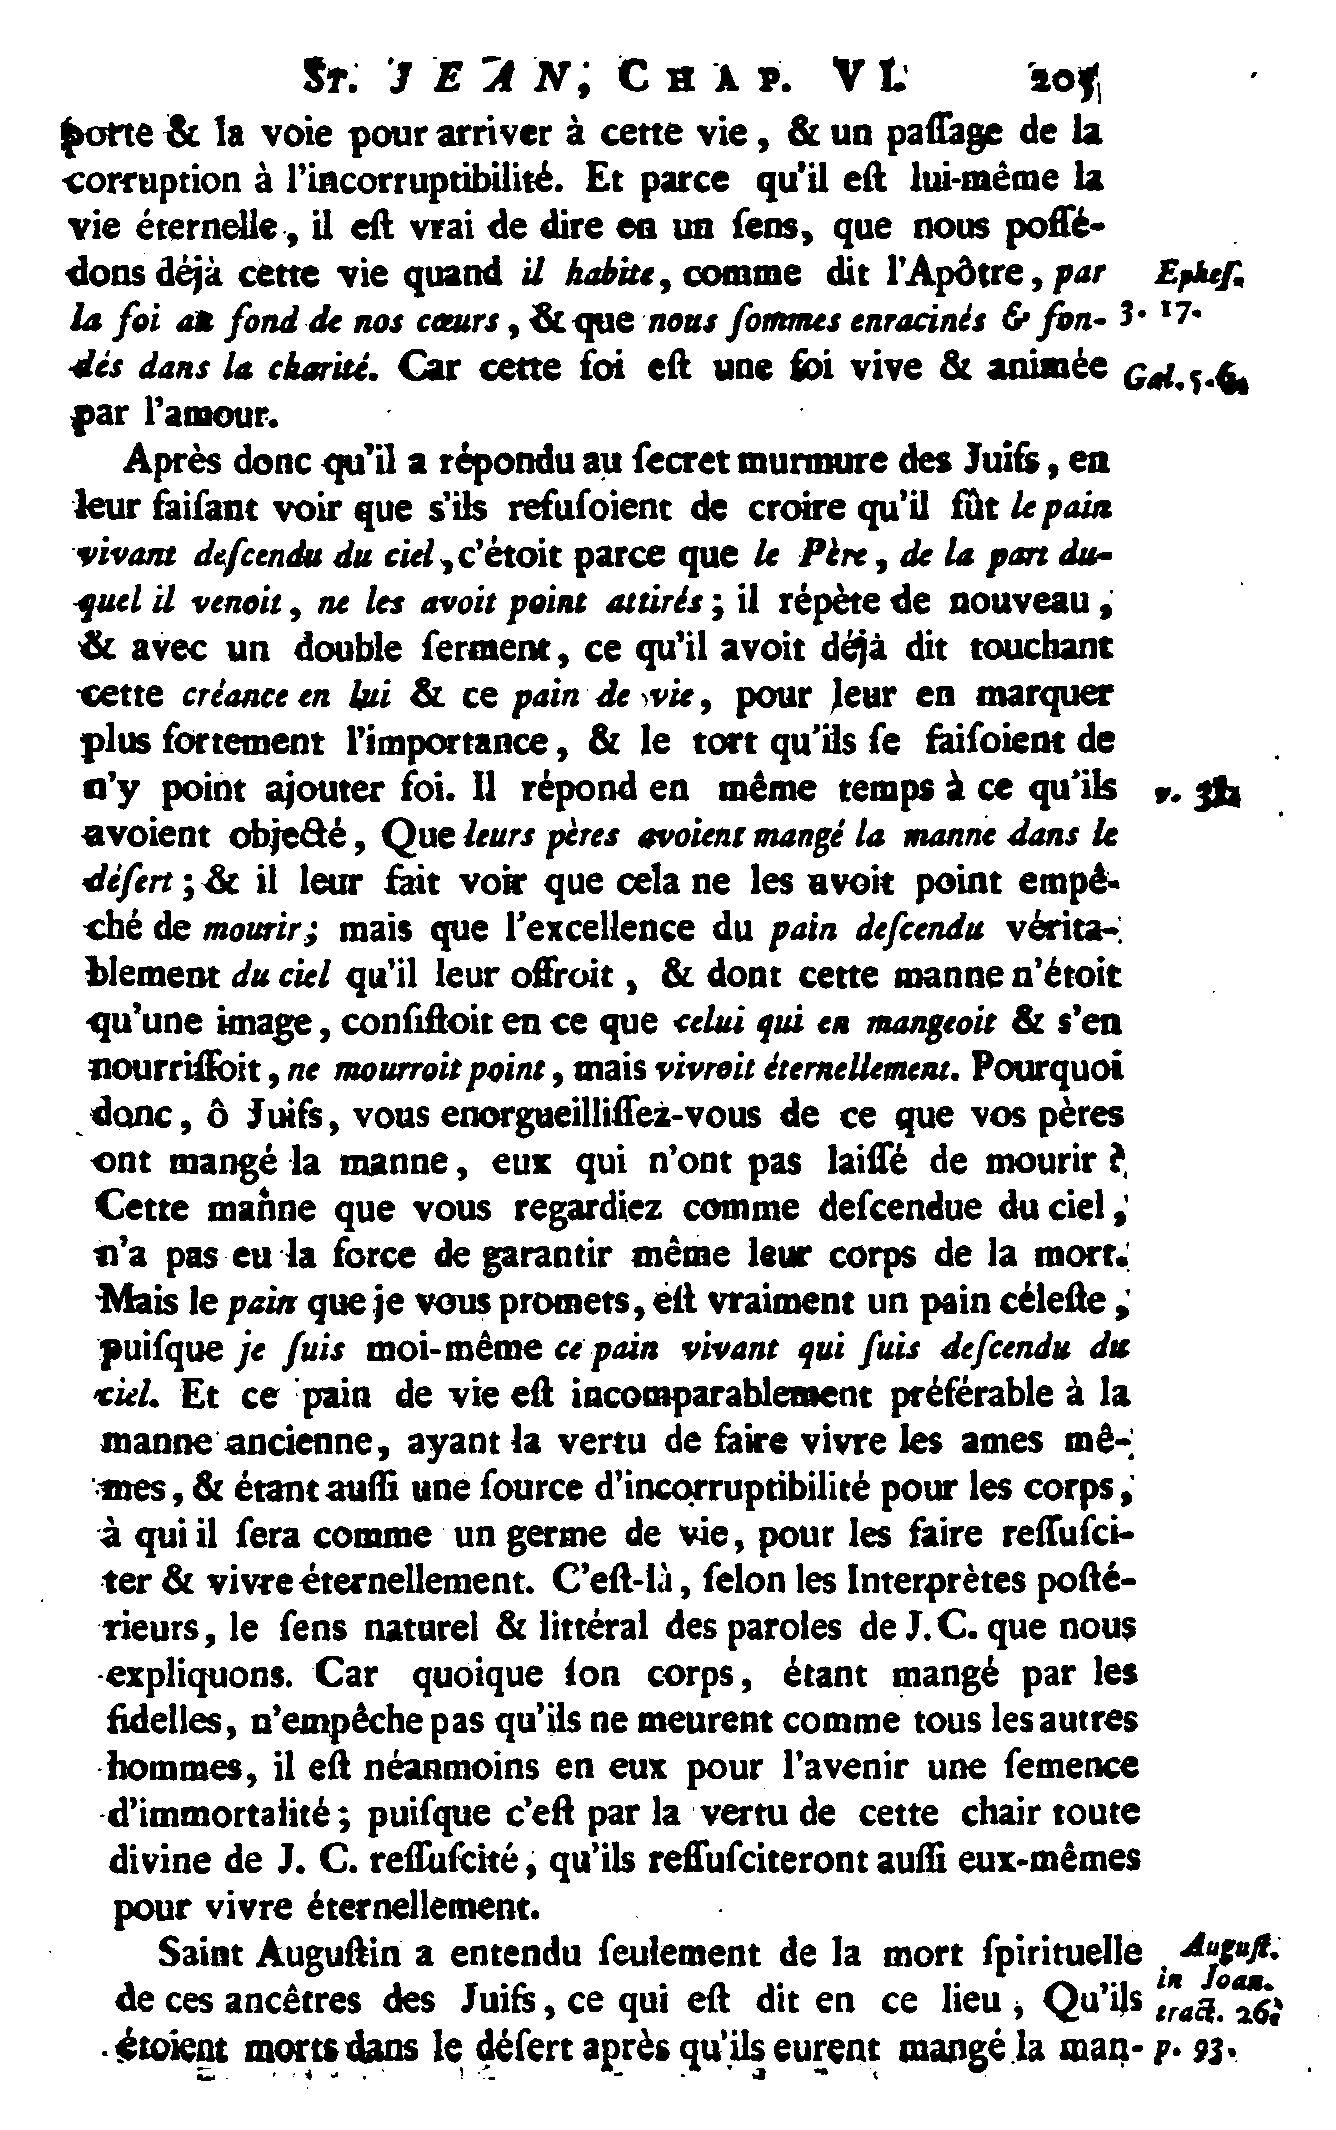 St. JEAN, CHAP. VI. 205
porte & la voie pour arriver à cette vie, & un paſſage de la
corruption à l'incorruptibilité. Et parce qu'il eſt lui-même la
vie éternelle, il eſt vrai de dire en un ſens, que nous poſſé-
dons déjà cette vie quand il habite, comme dit l'Apôtre, par
Epheſ.
la foi au fond de nos cœurs, & que nous ſommes enracinés & fon-
3. 17.
dés dans la charité. Car cette foi eſt une foi vive & animée
Gal. 5. 6.
par l'amour.
Après donc qu'il a répondu au ſecret murmure des Juifs, en
leur faiſant voir que s'ils refuſoient de croire qu'il fût le pain
vivant deſcendu du ciel, c'étoit parce que le Père, de la part du-
quel il venoit, ne les avoit point attirés; il répète de nouveau,
& avec un double ſerment, ce qu'il avoit déjà dit touchant
cette créance en lui & ce pain de vie, pour leur en marquer
plus fortement l'importance, & le tort qu'ils ſe faiſoient de
n'y point ajouter foi. Il répond en même temps à ce qu'ils
v. 31.
avoient objecté, Que leurs pères avoient mangé la manne dans le
déſert; & il leur fait voir que cela ne les avoit point empê-
ché de mourir; mais que l'excellence du pain deſcendu vérita-
blement du ciel qu'il leur offroit, & dont cette manne n'étoit
qu'une image, conſiſtoit en ce que celui qui en mangeoit & s'en
nourriſſoit, ne mourroit point, mais vivroit éternellement. Pourquoi
donc, ô Juifs, vous enorgueilliſſez-vous de ce que vos pères
ont mangé la manne, eux qui n'ont pas laiſſé de mourir?
Cette manne que vous regardiez comme deſcendue du ciel,
n'a pas eu la force de garantir même leur corps de la mort.
Mais le pain que je vous promets, eſt vraiment un pain céleſte,
puiſque je ſuis moi-même ce pain vivant qui ſuis deſcendu du
ciel. Et ce pain de vie eſt incomparablement préférable à la
manne ancienne, ayant la vertu de faire vivre les ames mê-
mes, & étant auſſi une ſource d'incorruptibilité pour les corps,
à qui il ſera comme un germe de vie, pour les faire reſſuſci-
ter & vivre éternellement. C'eſt-là, ſelon les Interprètes poſté-
rieurs, le ſens naturel & littéral des paroles de J. C. que nous
expliquons. Car quoique ſon corps, étant mangé par les
fidelles, n'empêche pas qu'ils ne meurent comme tous les autres
hommes, il eſt néanmoins en eux pour l'avenir une ſemence
d'immortalité; puiſque c'eſt par la vertu de cette chair toute
divine de J. C. reſſuſcité, qu'ils reſſuſciteront auſſi eux-mêmes
pour vivre éternellement.
Saint Auguſtin a entendu ſeulement de la mort ſpirituelle
Auguſt.
in Joan.
de ces ancêtres des Juifs, ce qui eſt dit en ce lieu, Qu'ils
tract. 26.
étoient morts dans le déſert après qu'ils eurent mangé la man-
p. 93.